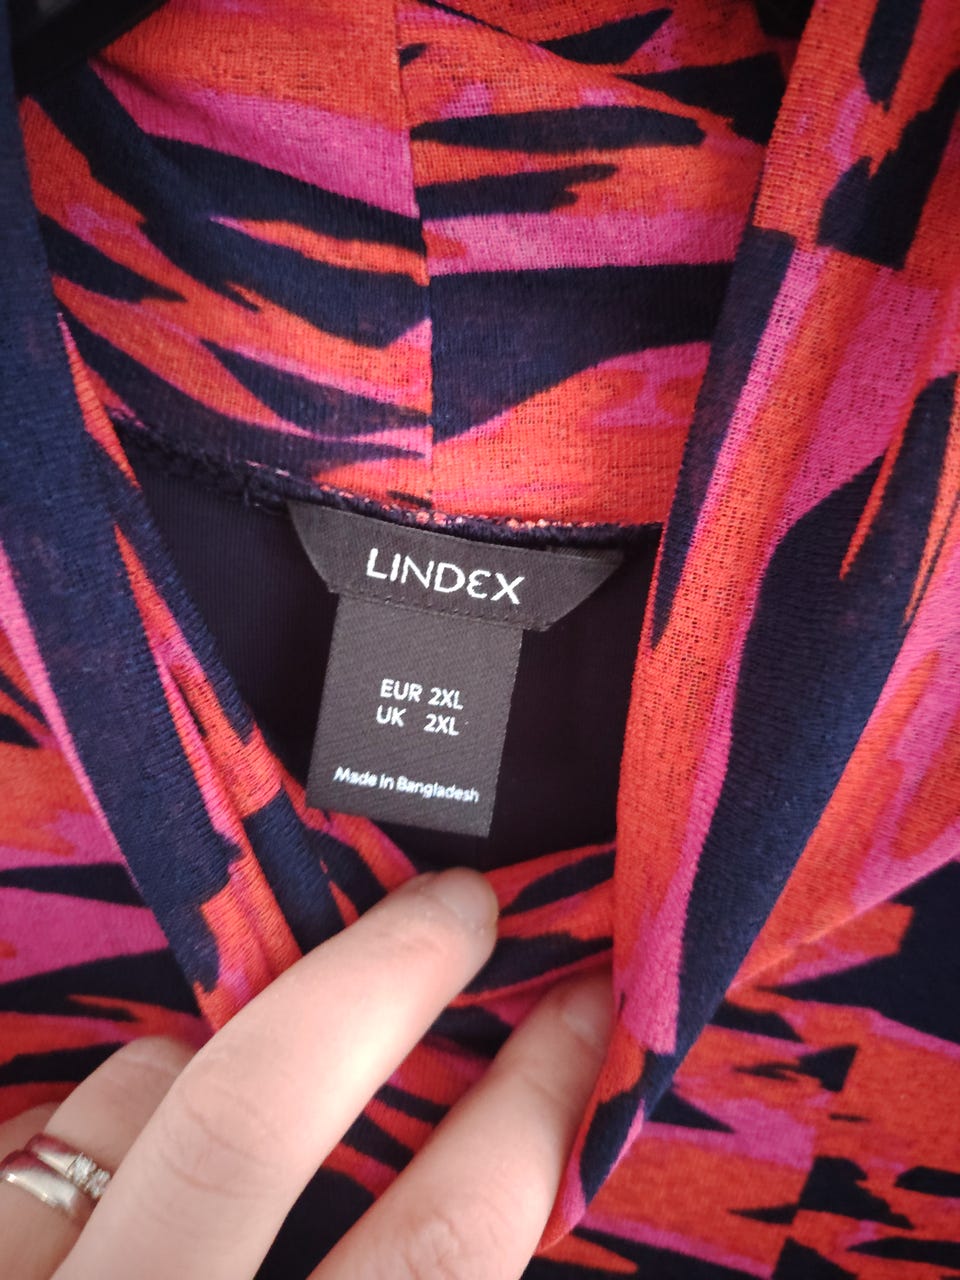 LINDEX
EUR 2XL
UK 2XL
Made in Bangladesh